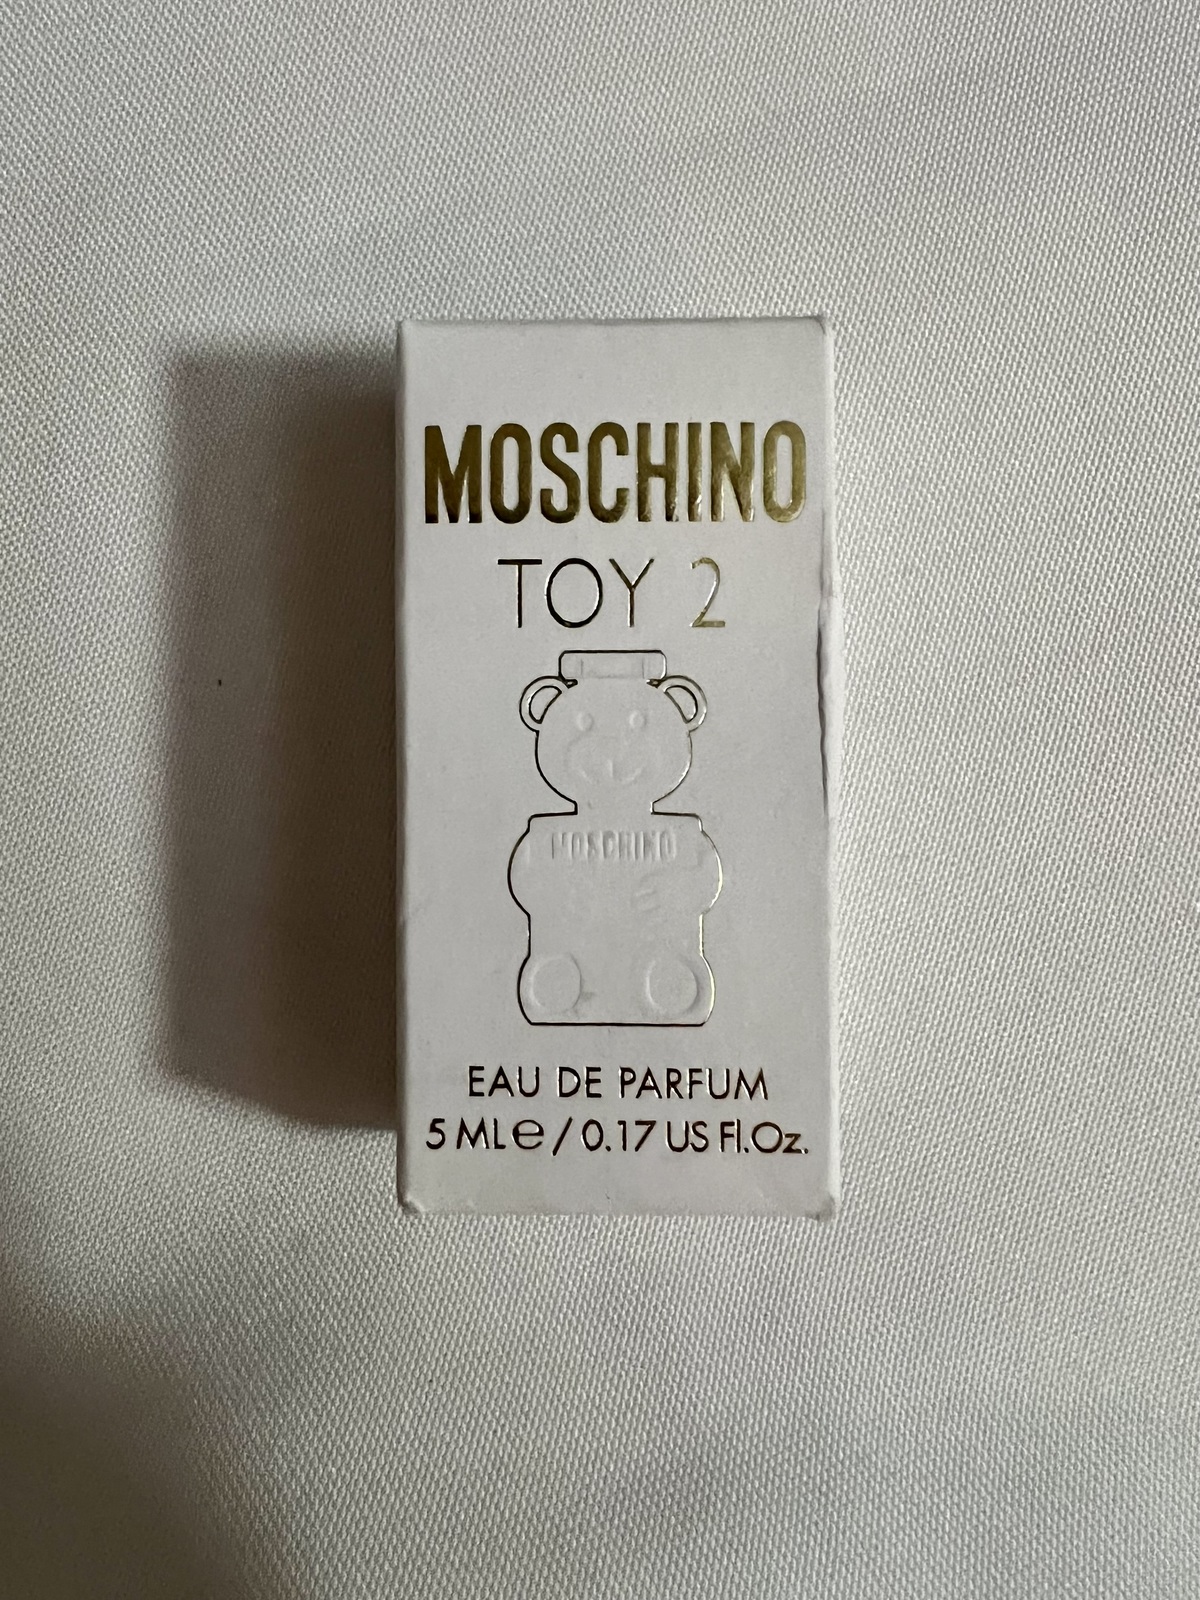 MOSCHINO
TOY 2
MOSCHINO
EAU DE PARFUM
5 ML℮ / 0.17 US Fl.Oz.